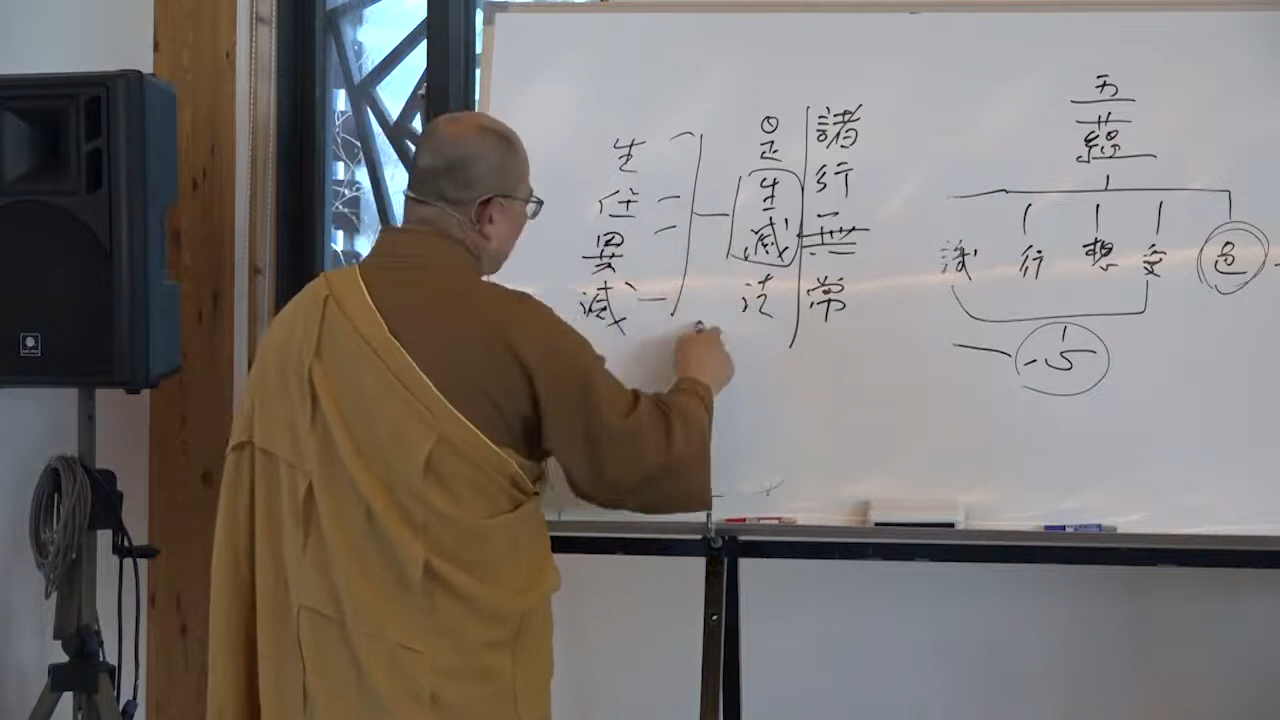 五
蘊
色
受
想
行
識
心
諸行無常
是生滅法
生住異滅